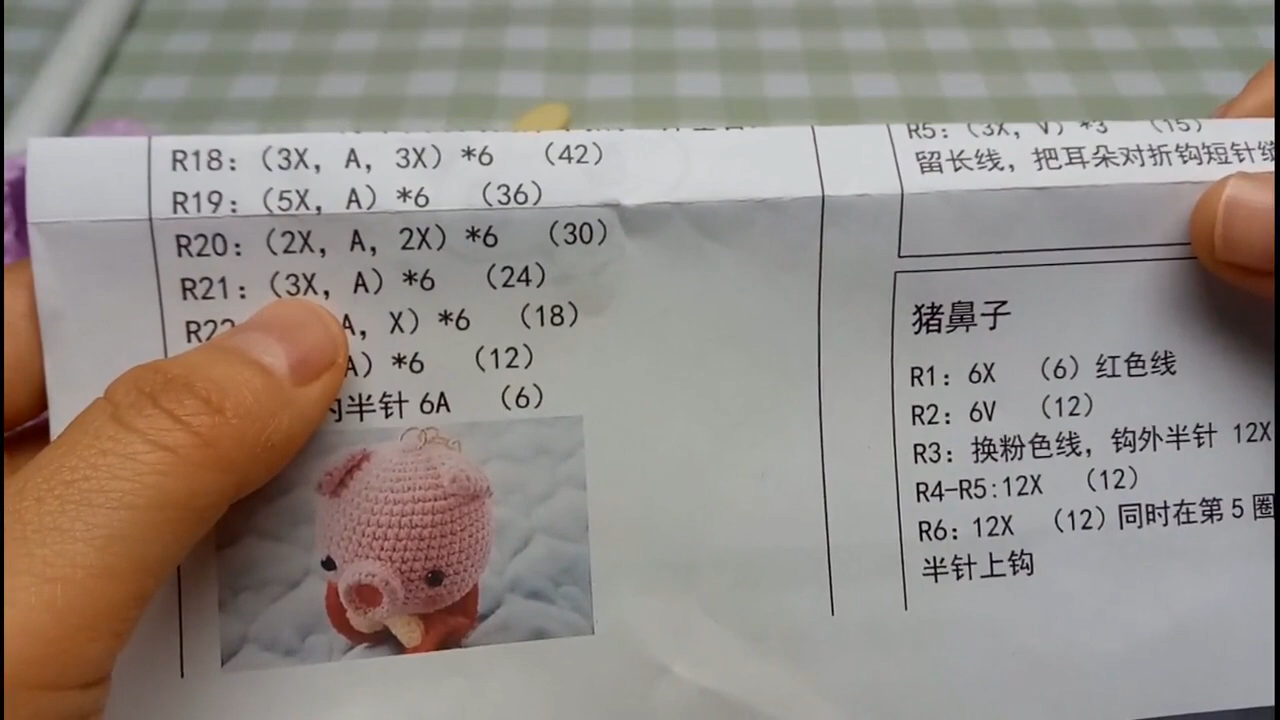 R18: (3X, A, 3X) *6 (42)
R19: (5X, A) *6 (36)
R20: (2X, A, 2X) *6 (30)
R21: (3X, A) *6 (24)
R22 A, X) *6 (18)
A) *6 (12)
半针 6A (6)
R5: (3X, V) *3 (15)
留长线，把耳朵对折钩短针缝
猪鼻子
R1: 6X (6) 红色线
R2: 6V (12)
R3: 换粉色线，钩外半针 12X
R4-R5:12X (12)
R6: 12X (12) 同时在第 5 圈
半针上钩